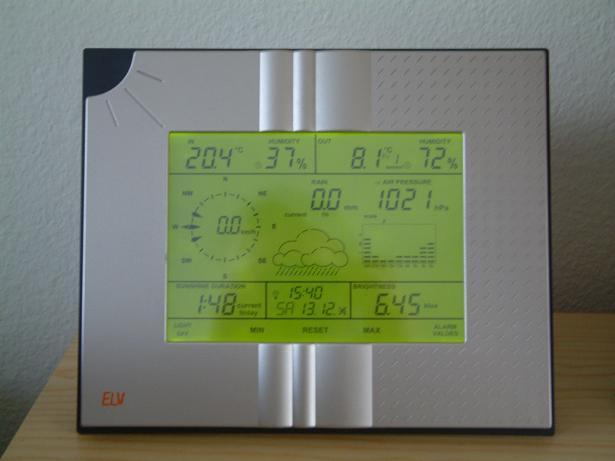 IN HUMIDITY OUT HUMIDITY
20.4 °C 37% 8.1 °C 72%
N
NW NE
RAIN AIR PRESSURE
0.0 mm 1021 hPa
current 1h
W 0.0 km/h E
SW SE
S
SUNSHINE DURATION BRIGHTNESS
1:48 current today 15:40 6.45 klux
SA 13.12.
LIGHT OFF MIN RESET MAX ALARM VALUES
ELV